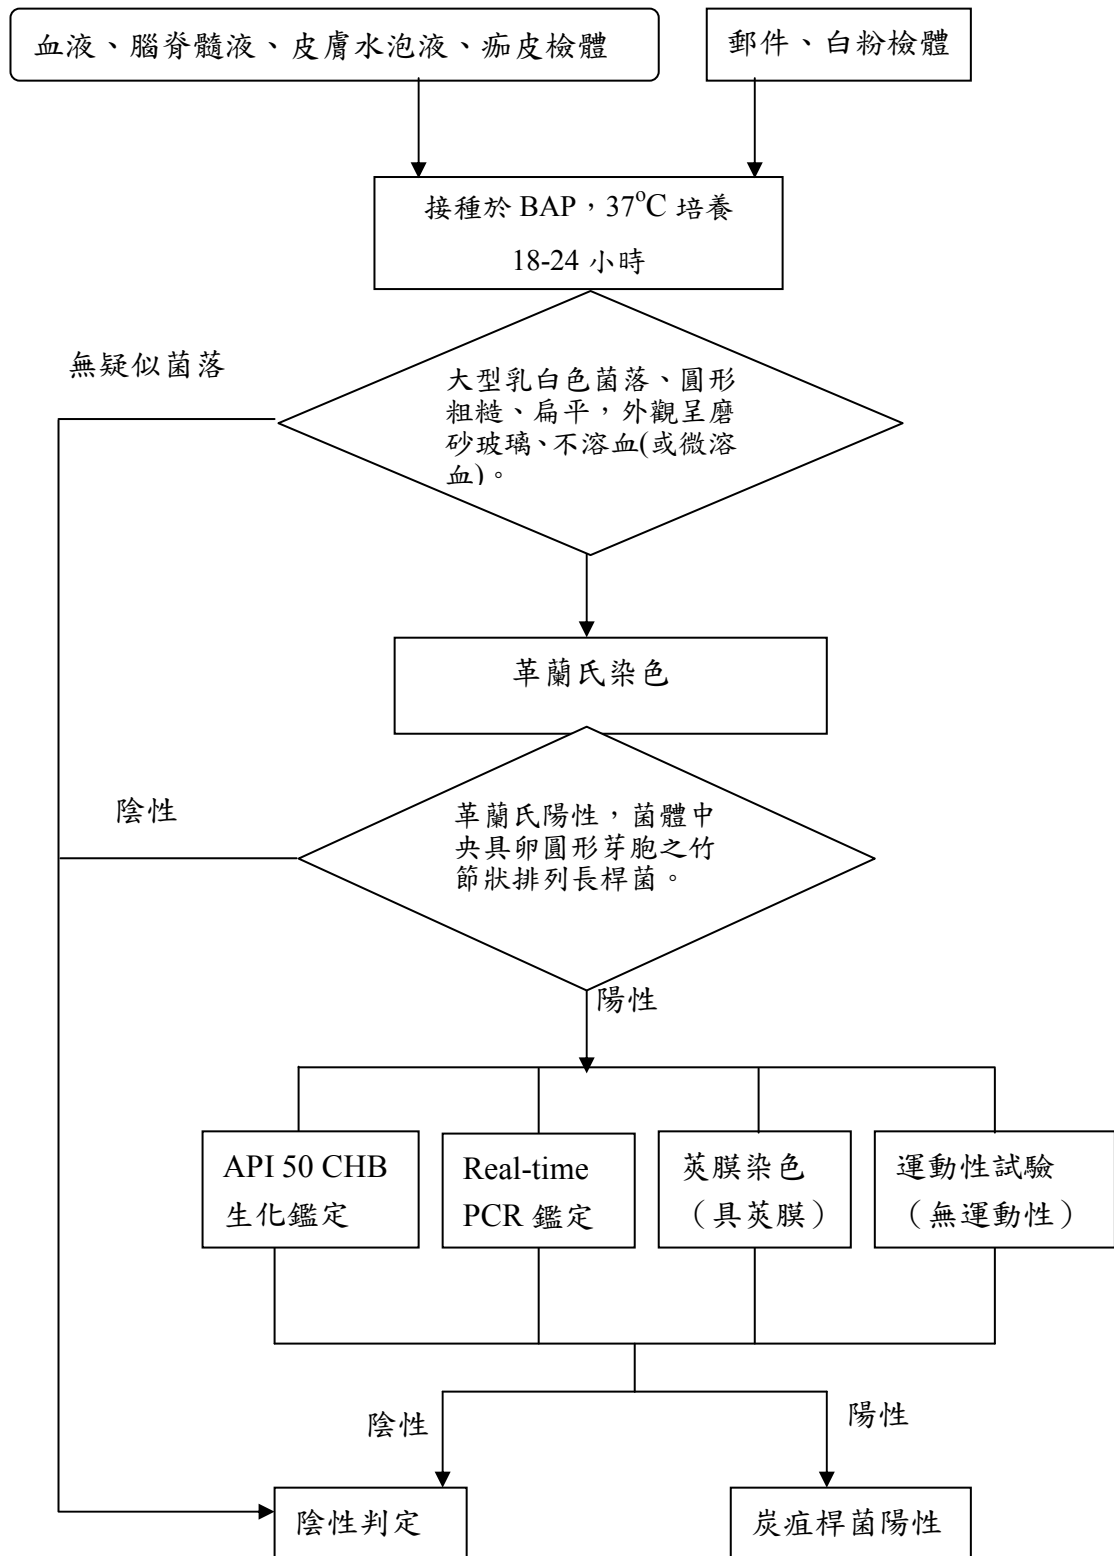 血液、腦脊髓液、皮膚水泡液、痂皮檢體
郵件、白粉檢體
接種於 BAP，37°C 培養
18-24 小時
無疑似菌落
大型乳白色菌落、圓形
粗糙、扁平，外觀呈磨
砂玻璃、不溶血(或微溶
血)。
革蘭氏染色
陰性
革蘭氏陽性，菌體中
央具卵圓形芽胞之竹
節狀排列長桿菌。
陽性
API 50 CHB
生化鑑定
Real-time
PCR 鑑定
莢膜染色
（具莢膜）
運動性試驗
（無運動性）
陰性
陽性
陰性判定
炭疽桿菌陽性